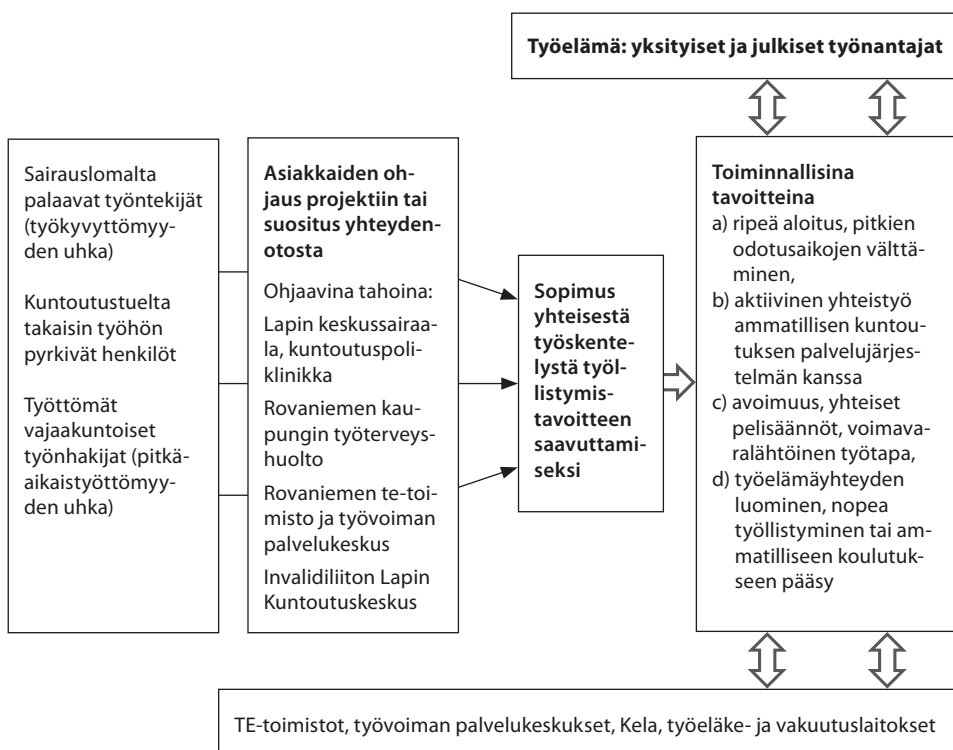 Työelämä: yksityiset ja julkiset työnantajat
Sairauslomalta
palaavat työntekijät
(työkyvyttömyy-
den uhka)
Kuntoutustuelta
takaisin työhön
pyrkivät henkilöt
Työttömät
vajaakuntoiset
työnhakijat (pitkä-
aikaistyöttömyy-
den uhka)
Asiakkaiden oh-
jaus projektiin tai
suositus yhteyden-
otosta
Ohjaavina tahoina:
Lapin keskussairaa-
la, kuntoutuspoli-
klinikka
Rovaniemen kau-
pungin työterveys-
huolto
Rovaniemen te-toi-
misto ja työvoiman
palvelukeskus
Invalidiliiton Lapin
Kuntoutuskeskus
Sopimus
yhteisestä
työskente-
lystä työl-
listymis-
tavoitteen
saavuttami-
seksi
Toiminnallisina
tavoitteina
a) ripeä aloitus, pitkien
odotusaikojen välttä-
minen,
b) aktiivinen yhteistyö
ammatillisen kuntou-
tuksen palvelujärjes-
telmän kanssa
c) avoimuus, yhteiset
pelisäännöt, voimava-
ralähtöinen työtapa,
d) työelämäyhteyden
luominen, nopea
työllistyminen tai am-
matilliseen koulutuk-
seen pääsy
TE-toimistot, työvoiman palvelukeskukset, Kela, työeläke- ja vakuutuslaitokset